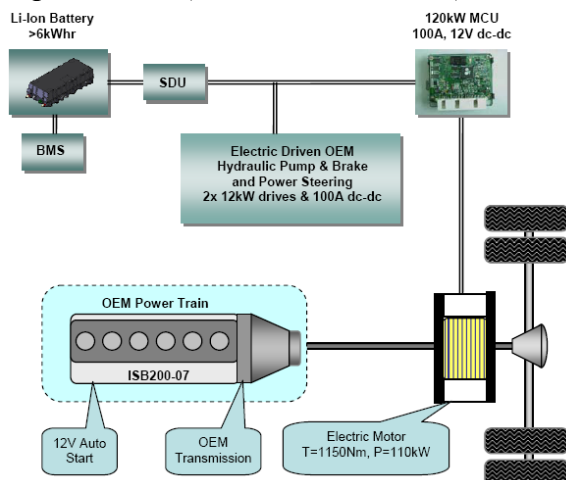 Li-Ion Battery
>6kWhr
120kW MCU
100A, 12V dc-dc
SDU
BMS
Electric Driven OEM
Hydraulic Pump & Brake
and Power Steering
2x 12kW drives & 100A dc-dc
OEM Power Train
ISB200-07
12V Auto
Start
OEM
Transmission
Electric Motor
T=1150Nm, P=110kW